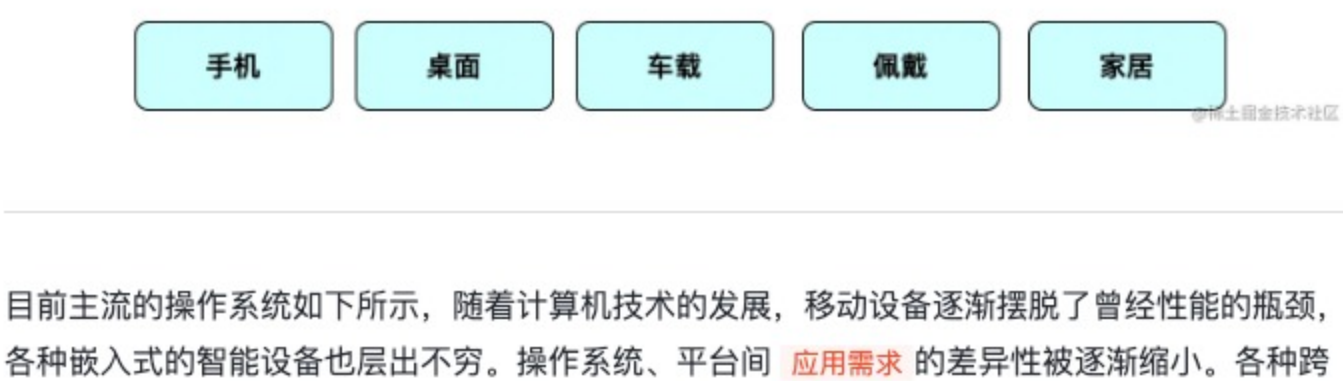 手机 桌面 车载 佩戴 家居
@稀土掘金技术社区
目前主流的操作系统如下所示，随着计算机技术的发展，移动设备逐渐摆脱了曾经性能的瓶颈，
各种嵌入式的智能设备也层出不穷。操作系统、平台间 应用需求 的差异性被逐渐缩小。各种跨